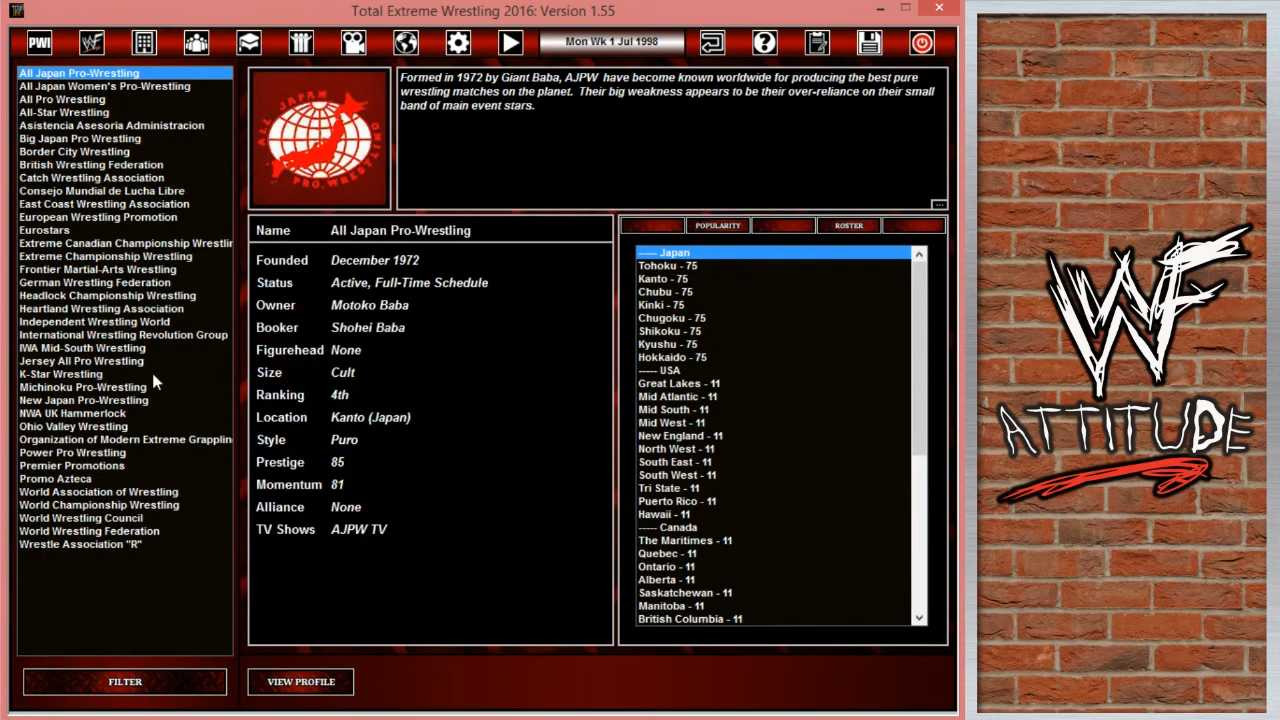 Total Extreme Wrestling 2016: Version 1.55
PWI
Mon Wk 1 Jul 1998
All Japan Pro-Wrestling
All Japan Women's Pro-Wrestling
All Pro Wrestling
All-Star Wrestling
Asistencia Asesoria Administracion
Big Japan Pro Wrestling
Border City Wrestling
British Wrestling Federation
Catch Wrestling Association
Consejo Mundial de Lucha Libre
East Coast Wrestling Association
European Wrestling Promotion
Eurostars
Extreme Canadian Championship Wrestlin
Extreme Championship Wrestling
Frontier Martial-Arts Wrestling
German Wrestling Federation
Headlock Championship Wrestling
Heartland Wrestling Association
Independent Wrestling World
International Wrestling Revolution Group
IWA Mid-South Wrestling
Jersey All Pro Wrestling
K-Star Wrestling
Michinoku Pro-Wrestling
New Japan Pro-Wrestling
NWA UK Hammerlock
Ohio Valley Wrestling
Organization of Modern Extreme Grapplin
Power Pro Wrestling
Premier Promotions
Promo Azteca
World Association of Wrestling
World Championship Wrestling
World Wrestling Council
World Wrestling Federation
Wrestle Association "R"
FILTER
ALL JAPAN
PRO. WRESTLING
Formed in 1972 by Giant Baba, AJPW have become known worldwide for producing the best pure
wrestling matches on the planet. Their big weakness appears to be their over-reliance on their small
band of main event stars.
...
Name All Japan Pro-Wrestling
Founded December 1972
Status Active, Full-Time Schedule
Owner Motoko Baba
Booker Shohei Baba
Figurehead None
Size Cult
Ranking 4th
Location Kanto (Japan)
Style Puro
Prestige 85
Momentum 81
Alliance None
TV Shows AJPW TV
VIEW PROFILE
POPULARITY
ROSTER
----- Japan
Tohoku - 75
Kanto - 75
Chubu - 75
Kinki - 75
Chugoku - 75
Shikoku - 75
Kyushu - 75
Hokkaido - 75
----- USA
Great Lakes - 11
Mid Atlantic - 11
Mid South - 11
Mid West - 11
New England - 11
North West - 11
South East - 11
South West - 11
Tri State - 11
Puerto Rico - 11
Hawaii - 11
----- Canada
The Maritimes - 11
Quebec - 11
Ontario - 11
Alberta - 11
Saskatchewan - 11
Manitoba - 11
British Columbia - 11
WF
ATTITUDE